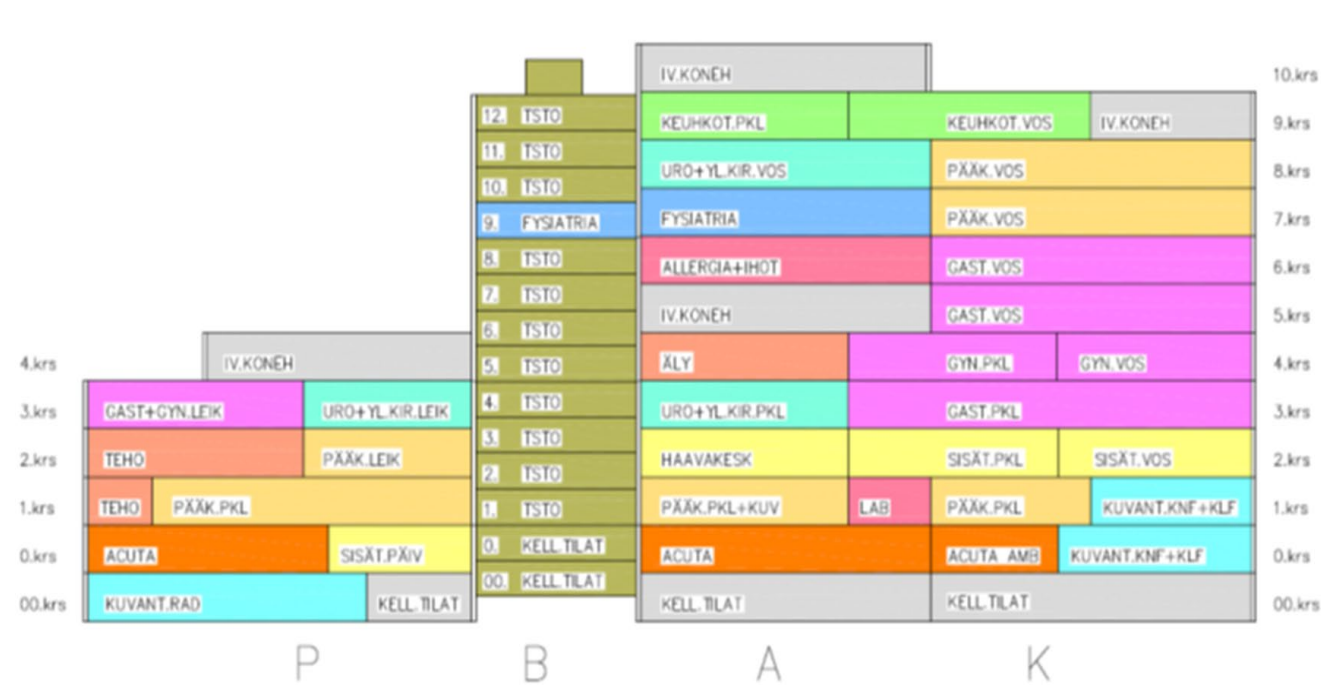 IV.KONEH 10.krs
12. TSTO KEUHKOT.PKL KEUHKOT.VOS IV.KONEH 9.krs
11. TSTO URO+YL.KIR.VOS PÄÄK.VOS 8.krs
10. TSTO
9. FYSIATRIA FYSIATRIA PÄÄK.VOS 7.krs
8. TSTO ALLERGIA+IHOT GAST.VOS 6.krs
7. TSTO IV.KONEH GAST.VOS 5.krs
6. TSTO
4.krs IV.KONEH 5. TSTO ÄLY GYN.PKL GYN.VOS 4.krs
3.krs GAST+GYN.LEIK URO+YL.KIR.LEIK 4. TSTO URO+YL.KIR.PKL GAST.PKL 3.krs
3. TSTO
2.krs TEHO PÄÄK.LEIK 2. TSTO HAAVAKESK SISÄT.PKL SISÄT.VOS 2.krs
1.krs TEHO PÄÄK.PKL 1. TSTO PÄÄK.PKL+KUV LAB PÄÄK.PKL KUVANT.KNF+KLF 1.krs
0.krs ACUTA SISÄT.PÄIV 0. KELL.TILAT ACUTA ACUTA AMB KUVANT.KNF+KLF 0.krs
00. KELL.TILAT
00.krs KUVANT.RAD KELL.TILAT KELL.TILAT KELL.TILAT 00.krs
P B A K